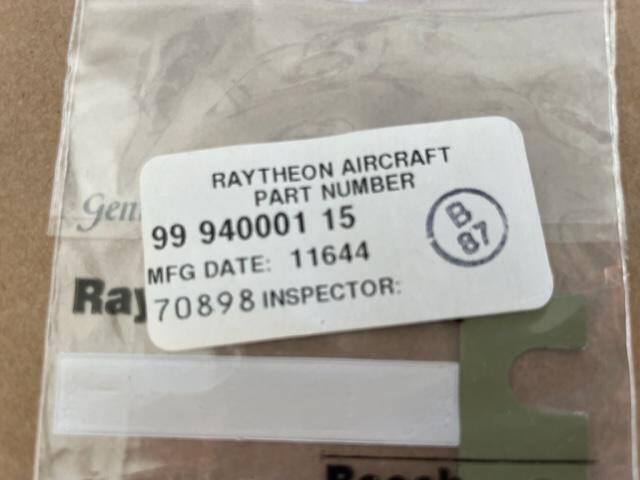 RAYTHEON AIRCRAFT
PART NUMBER
99 940001 15
MFG DATE: 11644
70898 INSPECTOR:
B
87